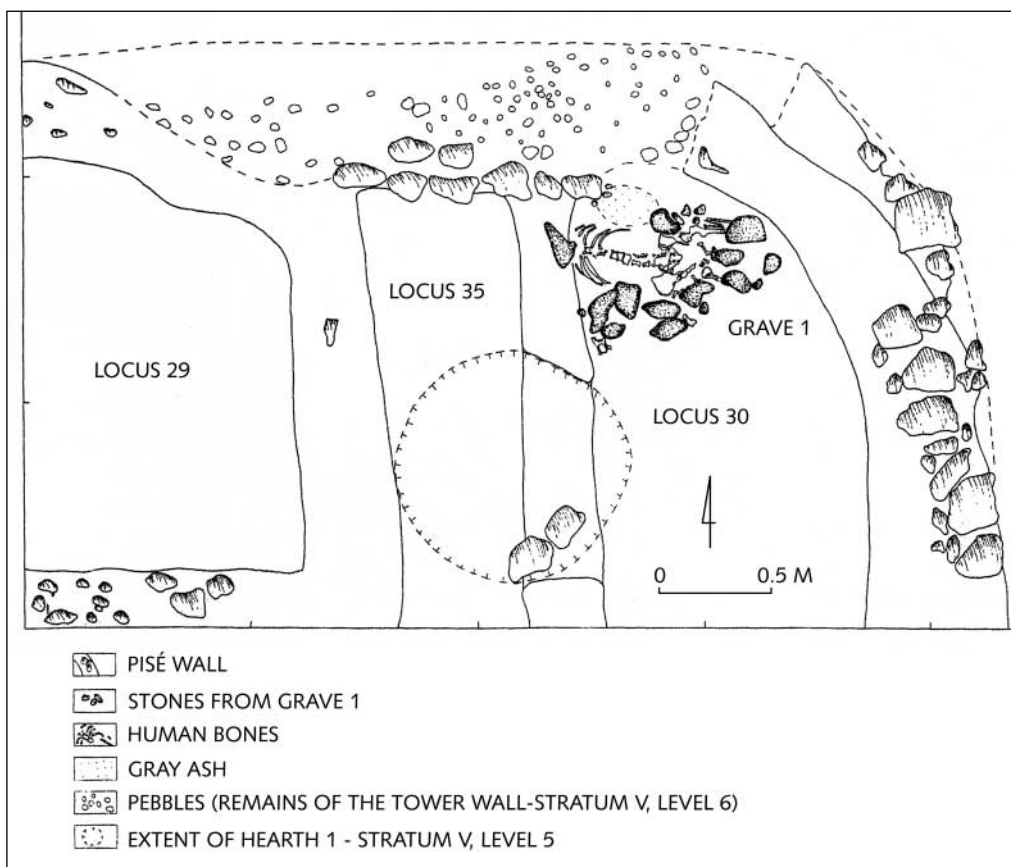 LOCUS 35
GRAVE 1
LOCUS 29
LOCUS 30
0 0.5 M
PISÉ WALL
STONES FROM GRAVE 1
HUMAN BONES
GRAY ASH
PEBBLES (REMAINS OF THE TOWER WALL-STRATUM V, LEVEL 6)
EXTENT OF HEARTH 1 - STRATUM V, LEVEL 5